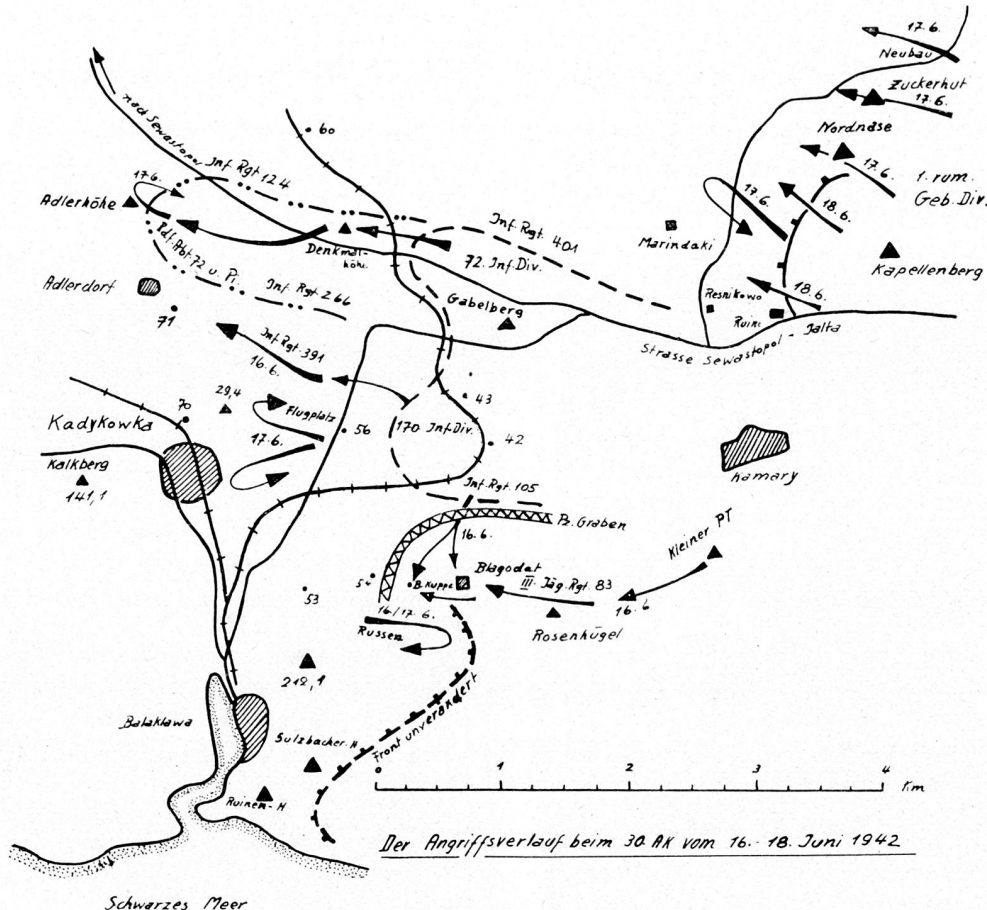 17.6.
Neubau
Zuckerhut
17.6.
Nordnase
17.6.
1. rum.
Geb. Div.
17.6.
18.6.
Kapellenberg
Marindaki
18.6.
Resnikowo
Ruine
Strasse Sewastopol - Jalta
nach Sewastopol
60
Inf. Rgt 124
17.6.
Adlerhöhe
Denkmal-
höhe
Inf. Rgt. 401
72. Inf. Div.
Abt. 72 u. Pi.
Inf. Rgt 266
Adlerdorf
71
Gabelberg
Inf. Rgt. 391
16.6.
29,4
70
Flugplatz
17.6.
56
43
42
170. Inf. Div.
Kadykowka
Kalkberg
141,1
hamary
Inf. Rgt. 105
Pz. Graben
16.6.
Kleiner PT
Blagodat
III. Jäg. Rgt. 83
B. Kuppe
54
53
16.6
Rosenhügel
16./17. 6.
Russen
212,1
Front unverändert
Balaklawa
Sulzbacher-H
Ruinen-H
0 1 2 3 4
Km
Der Angriffsverlauf beim 30. AK vom 16.-18. Juni 1942
Schwarzes Meer